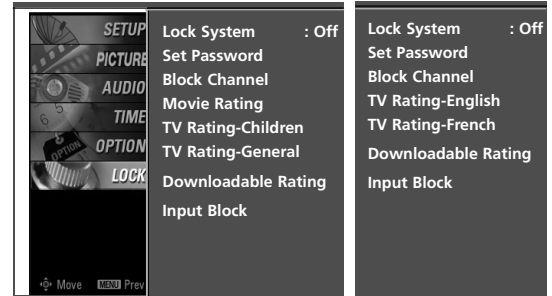 SETUP
PICTURE
AUDIO
TIME
OPTION
LOCK
Move MENU Prev
Lock System : Off
Set Password
Block Channel
Movie Rating
TV Rating-Children
TV Rating-General
Downloadable Rating
Input Block
Lock System : Off
Set Password
Block Channel
TV Rating-English
TV Rating-French
Downloadable Rating
Input Block